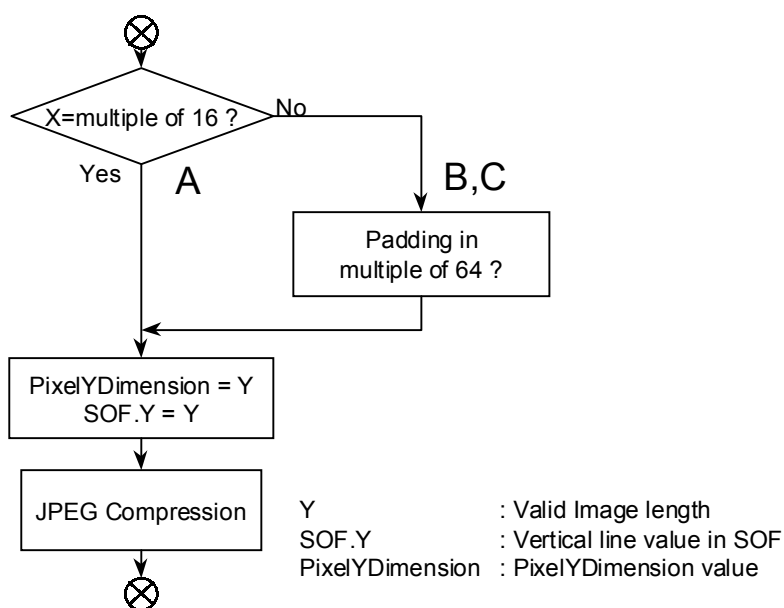 X=multiple of 16 ?
No
Yes
A
B,C
Padding in
multiple of 64 ?
PixelYDimension = Y
SOF.Y = Y
JPEG Compression
Y : Valid Image length
SOF.Y : Vertical line value in SOF
PixelYDimension : PixelYDimension value